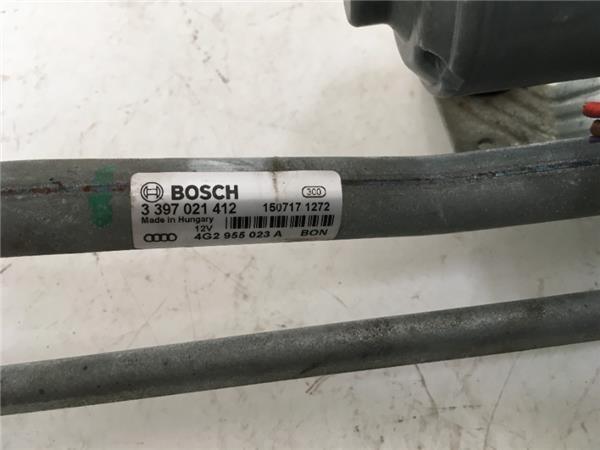 BOSCH 3C0
3 397 021 412 150717 1272
Made in Hungary
12V
4G2 955 023 A BON